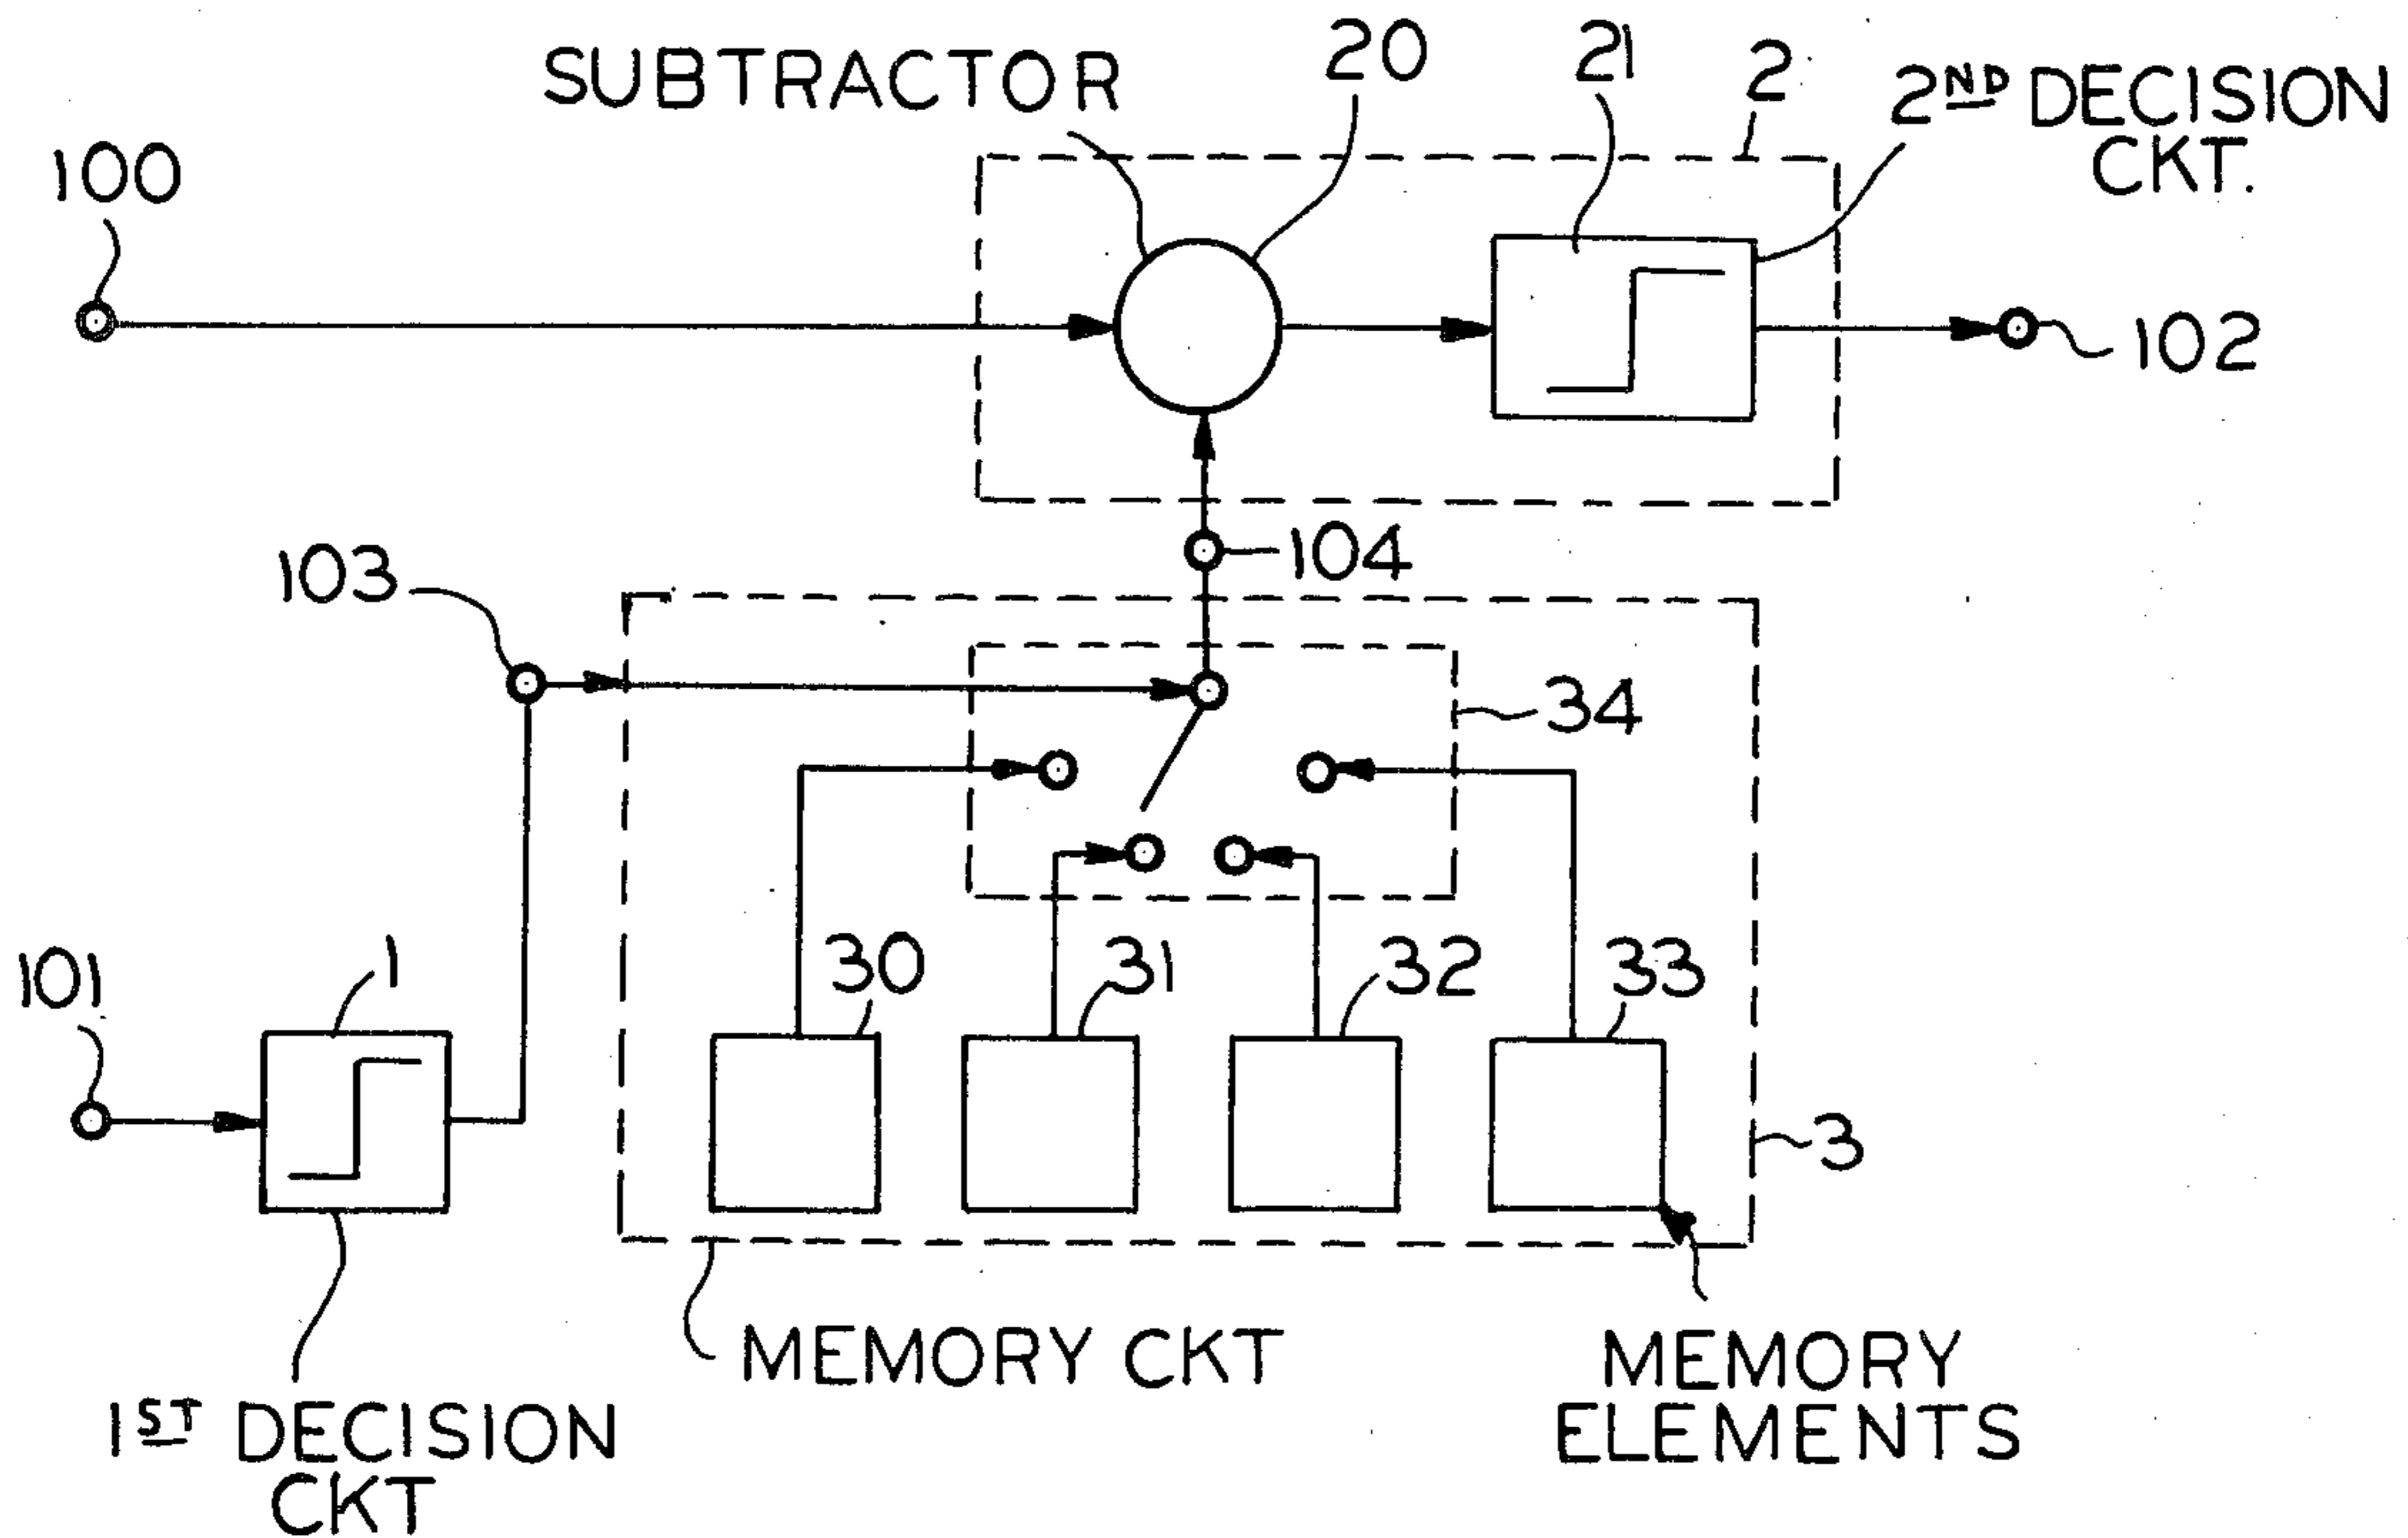 SUBTRACTOR
20
21
2
2ND DECISION
CKT.
100
102
103
104
34
101
1
30
31
32
33
3
MEMORY CKT
MEMORY
ELEMENTS
1ST DECISION
CKT